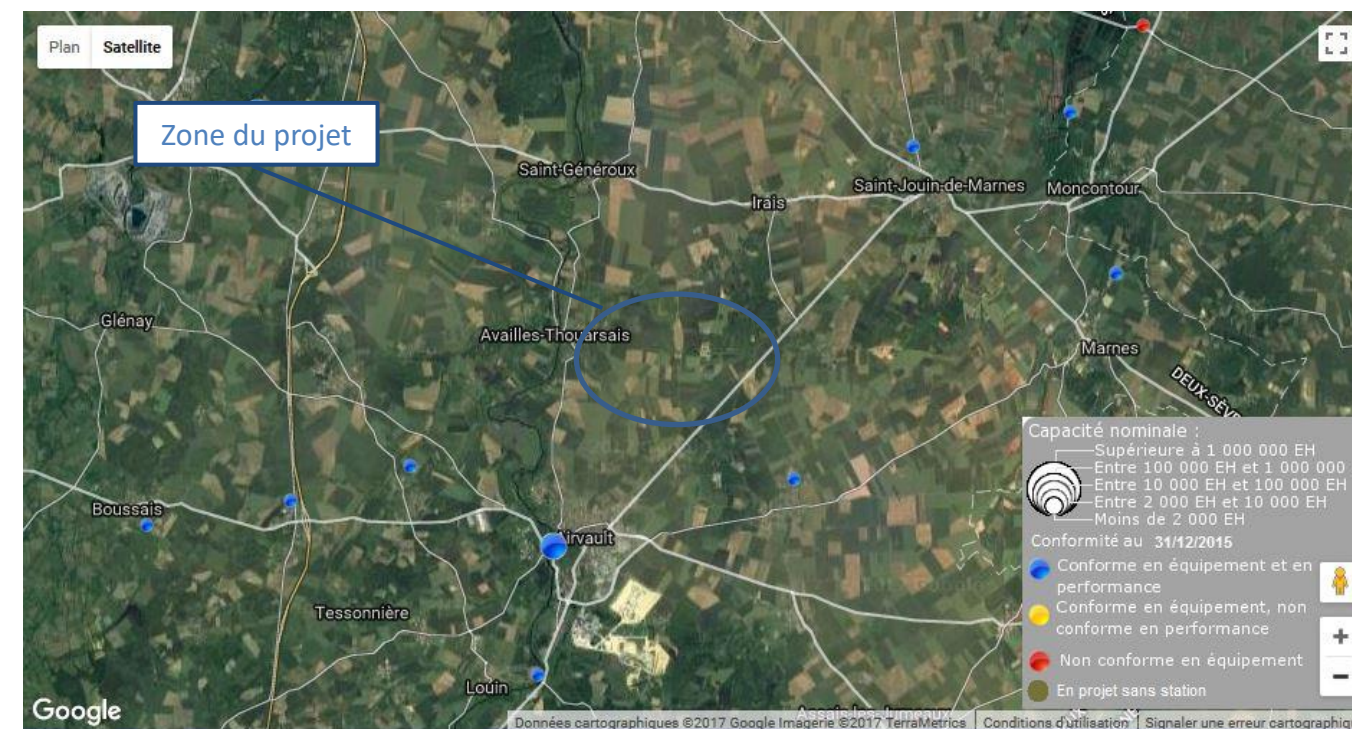 Plan Satellite
Zone du projet
Saint-Généroux
Irais
Saint-Jouin-de-Marnes
Moncontour
Glénay
Availles-Thouarsais
Marnes
DEUX-SÈV
Boussais
Airvault
Tessonnière
Louin
Assais-les-Jumeaux
Capacité nominale :
Supérieure à 1 000 000 EH
Entre 100 000 EH et 1 000 000
Entre 10 000 EH et 100 000 EH
Entre 2 000 EH et 10 000 EH
Moins de 2 000 EH
Conformité au 31/12/2015
Conforme en équipement et en
performance
Conforme en équipement, non
conforme en performance
Non conforme en équipement
En projet sans station
+
−
Google
Données cartographiques ©2017 Google Imagerie ©2017 TerraMetrics Conditions d'utilisation Signaler une erreur cartographiqu